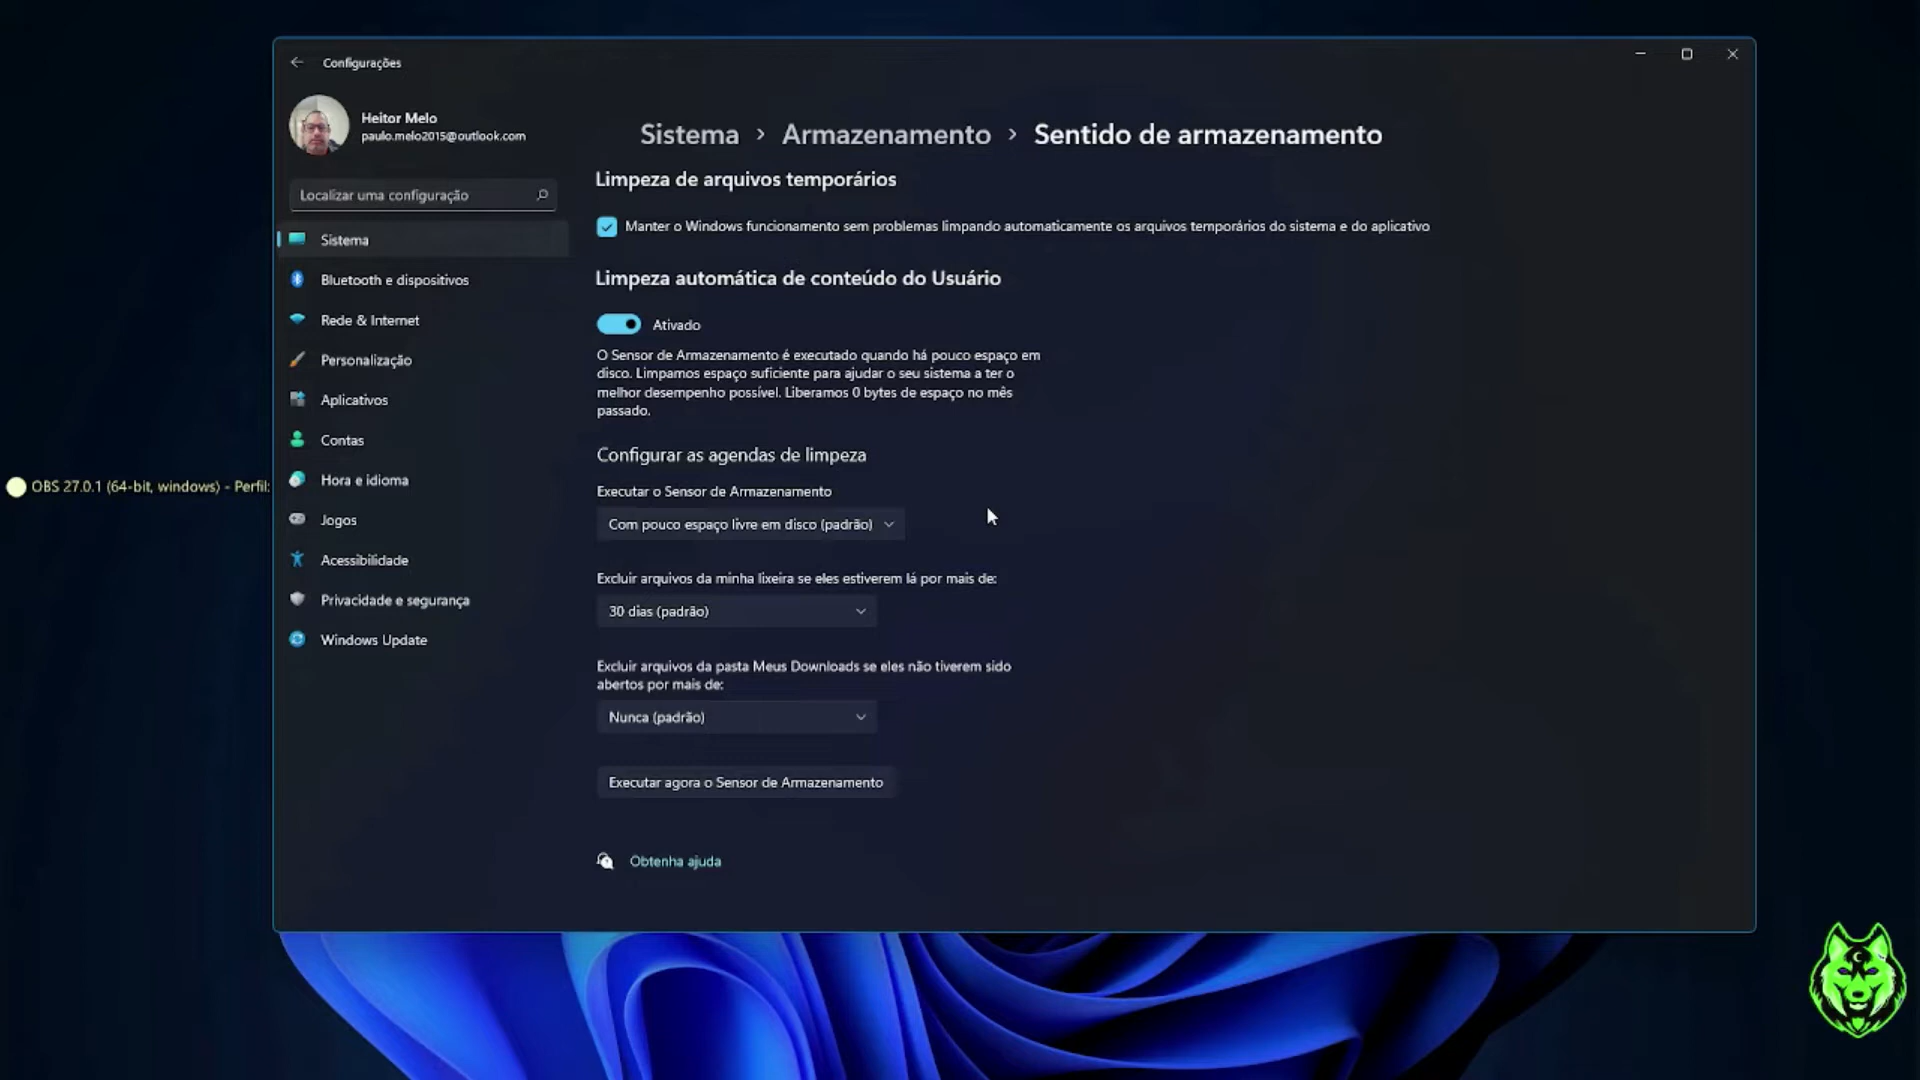 Configurações
Heitor Melo
paulo.melo2015@outlook.com
Localizar uma configuração
Sistema
Bluetooth e dispositivos
Rede & Internet
Personalização
Aplicativos
Contas
Hora e idioma
Jogos
Acessibilidade
Privacidade e segurança
Windows Update
OBS 27.0.1 (64-bit, windows) - Perfil:
Sistema > Armazenamento > Sentido de armazenamento
Limpeza de arquivos temporários
Manter o Windows funcionamento sem problemas limpando automaticamente os arquivos temporários do sistema e do aplicativo
Limpeza automática de conteúdo do Usuário
Ativado
O Sensor de Armazenamento é executado quando há pouco espaço em
disco. Limpamos espaço suficiente para ajudar o seu sistema a ter o
melhor desempenho possível. Liberamos 0 bytes de espaço no mês
passado.
Configurar as agendas de limpeza
Executar o Sensor de Armazenamento
Com pouco espaço livre em disco (padrão)
Excluir arquivos da minha lixeira se eles estiverem lá por mais de:
30 dias (padrão)
Excluir arquivos da pasta Meus Downloads se eles não tiverem sido
abertos por mais de:
Nunca (padrão)
Executar agora o Sensor de Armazenamento
Obtenha ajuda